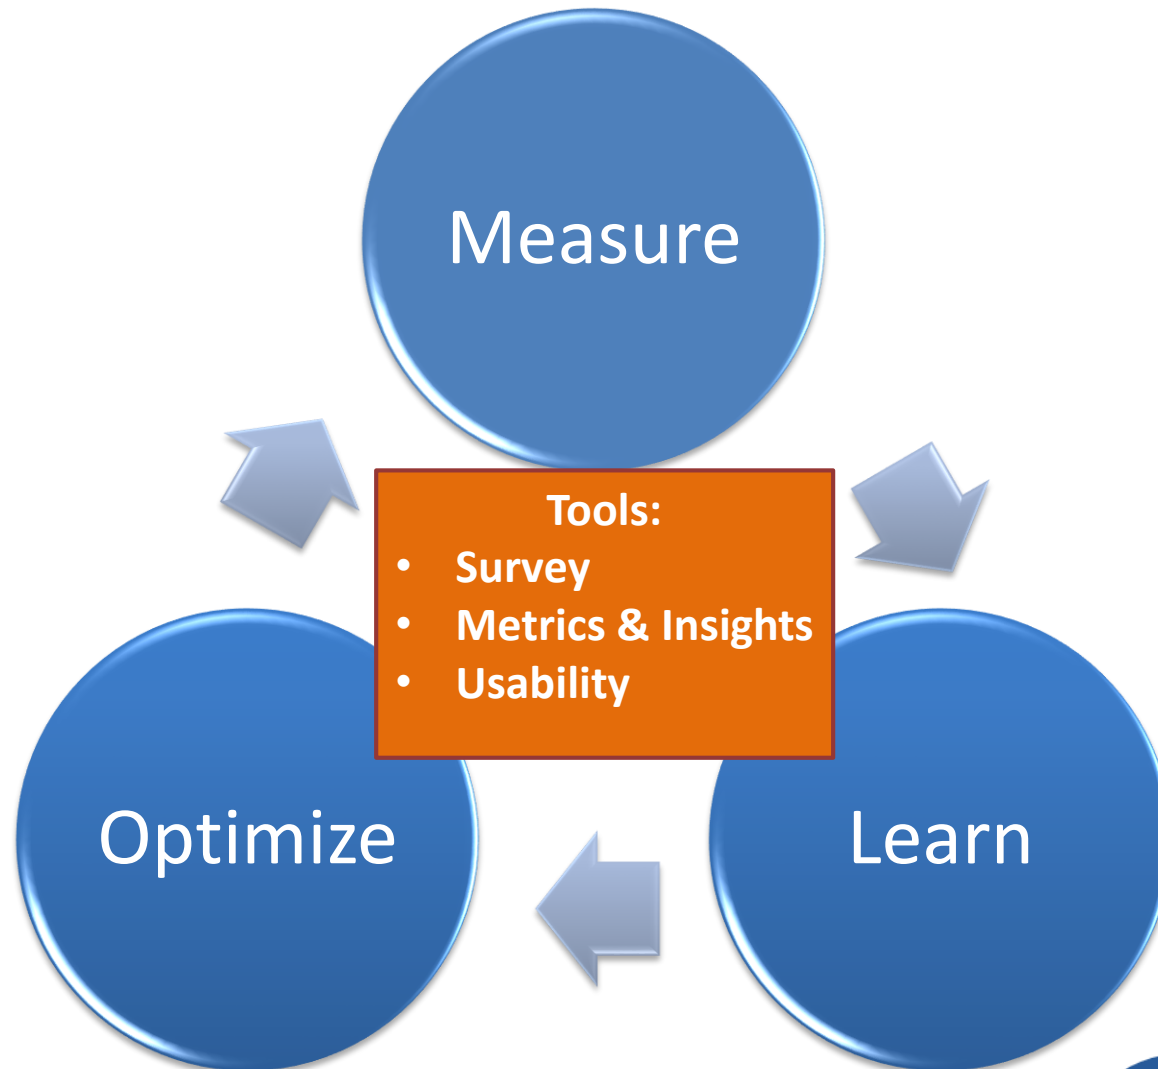 Measure
Tools:
• Survey
• Metrics & Insights
• Usability
Optimize
Learn